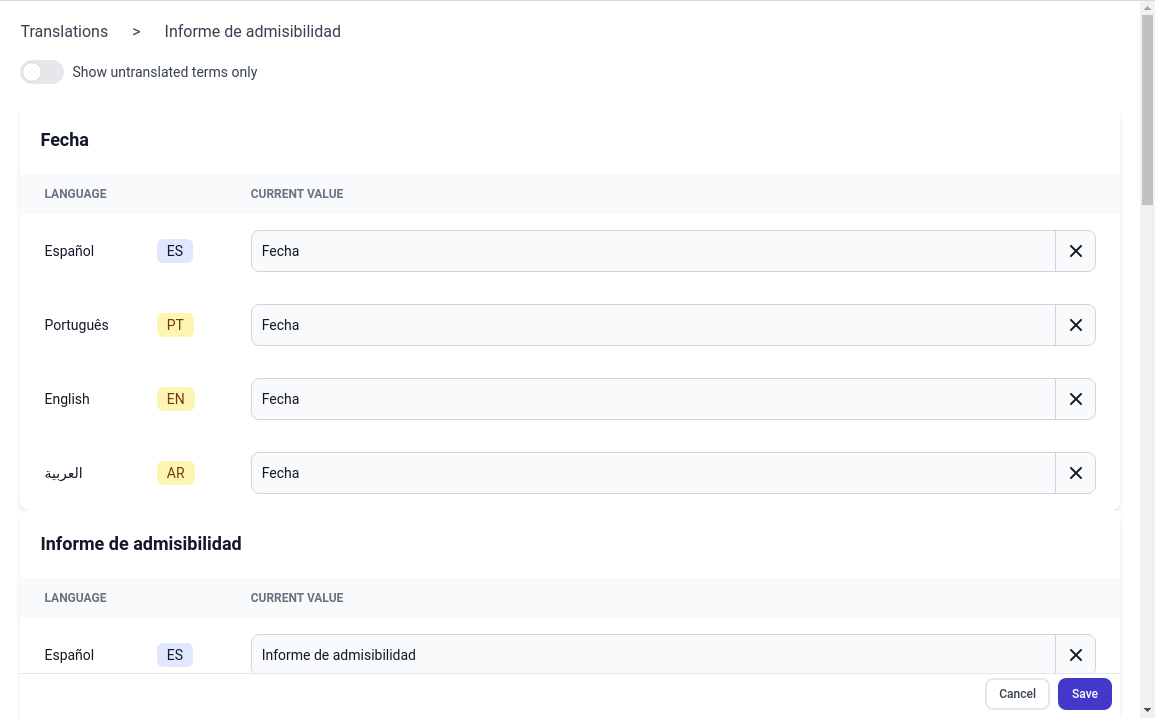 Translations > Informe de admisibilidad
Show untranslated terms only
Fecha
LANGUAGE CURRENT VALUE
Español ES Fecha
Português PT Fecha
English EN Fecha
العربية AR Fecha
Informe de admisibilidad
LANGUAGE CURRENT VALUE
Español ES Informe de admisibilidad
Cancel Save